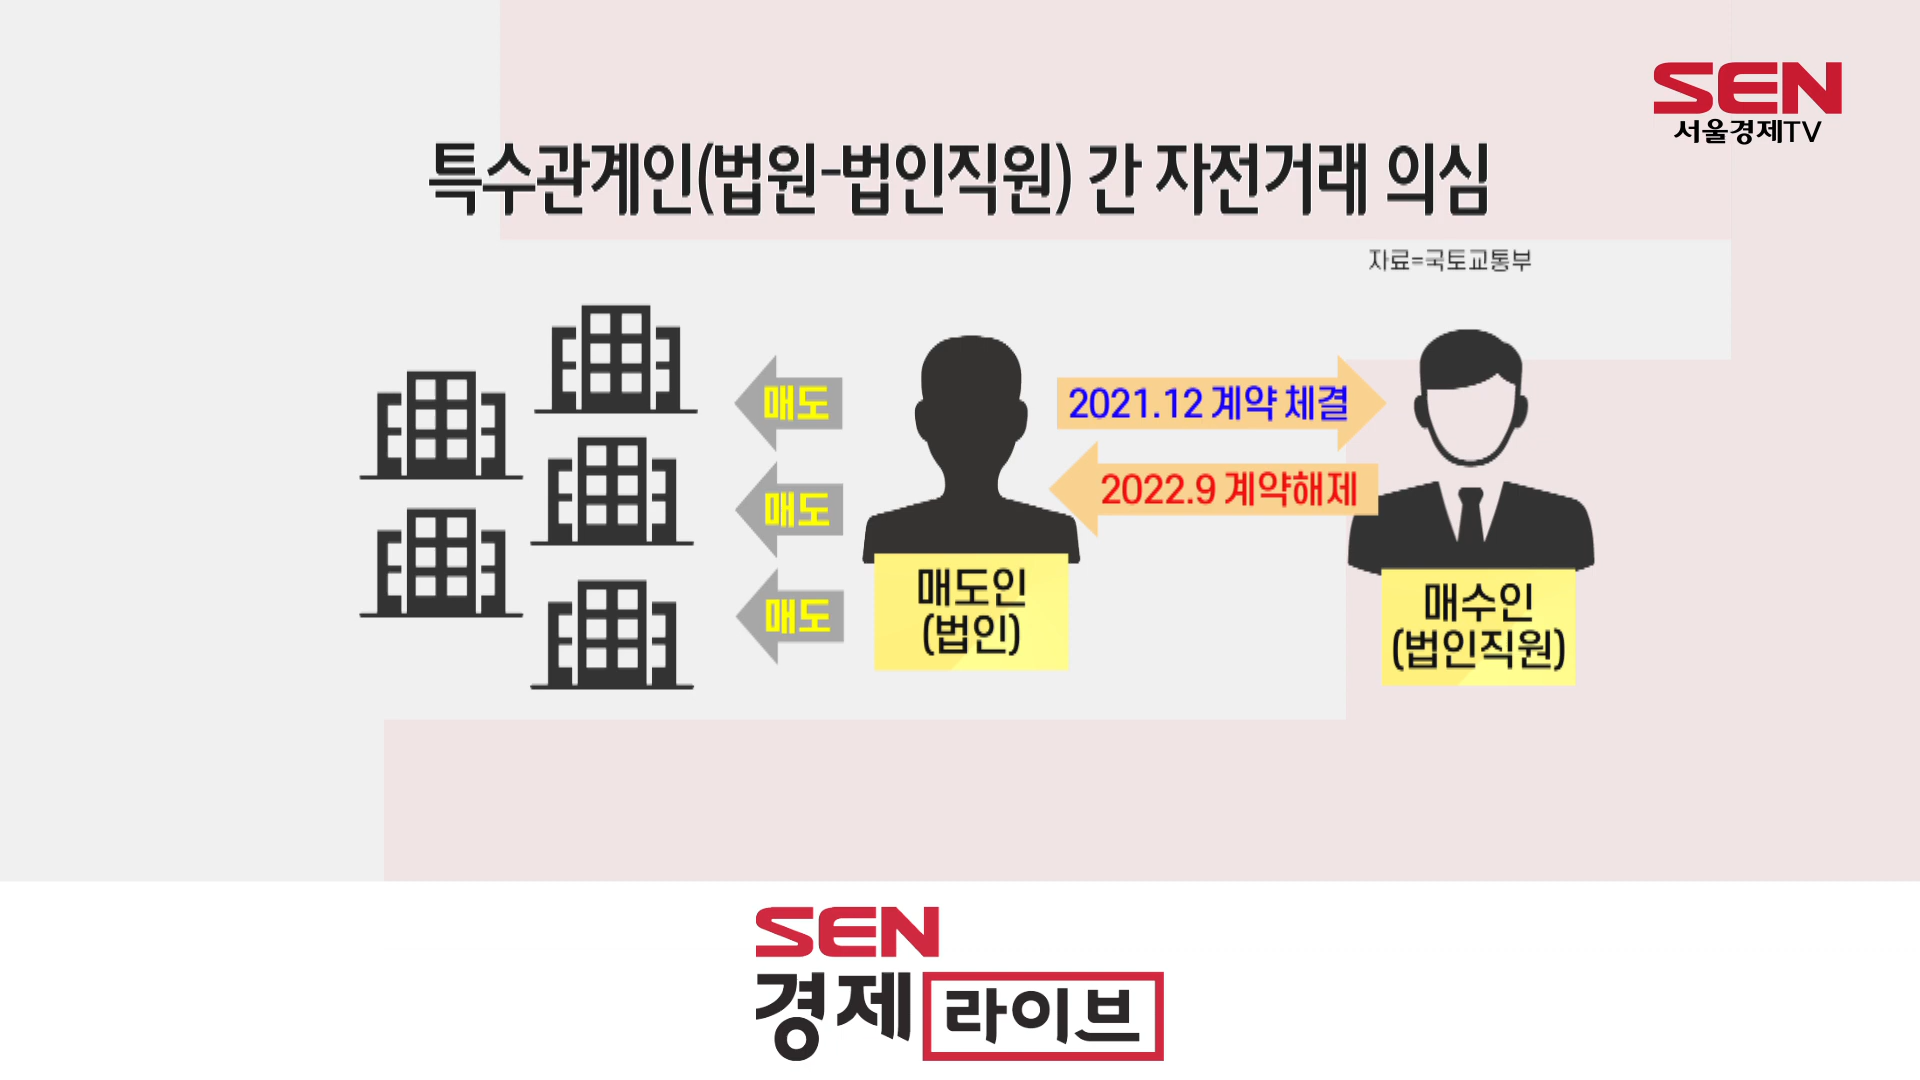 SEN
서울경제TV
특수관계인(법원-법인직원) 간 자전거래 의심
자료=국토교통부
매도
2021.12 계약 체결
2022.9 계약해제
매도
매도
매도인
(법인)
매수인
(법인직원)
SEN
경제 라이브